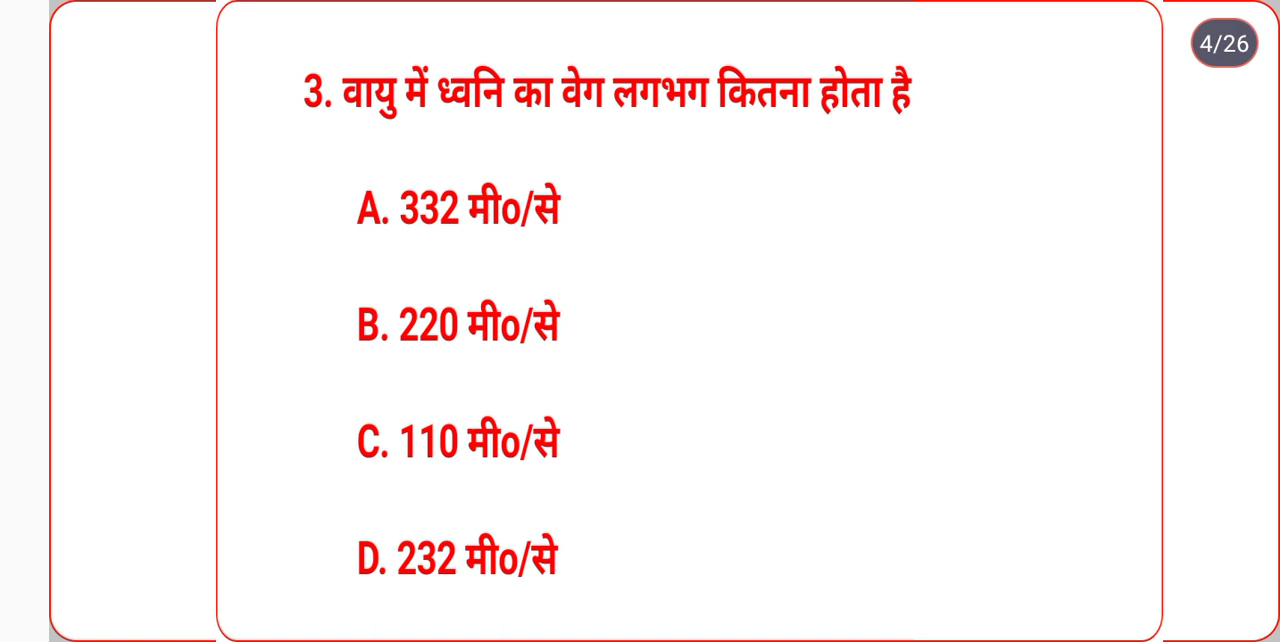 4/26
3. वायु में ध्वनि का वेग लगभग कितना होता है
A. 332 मी०/से
B. 220 मी०/से
C. 110 मी०/से
D. 232 मी०/से